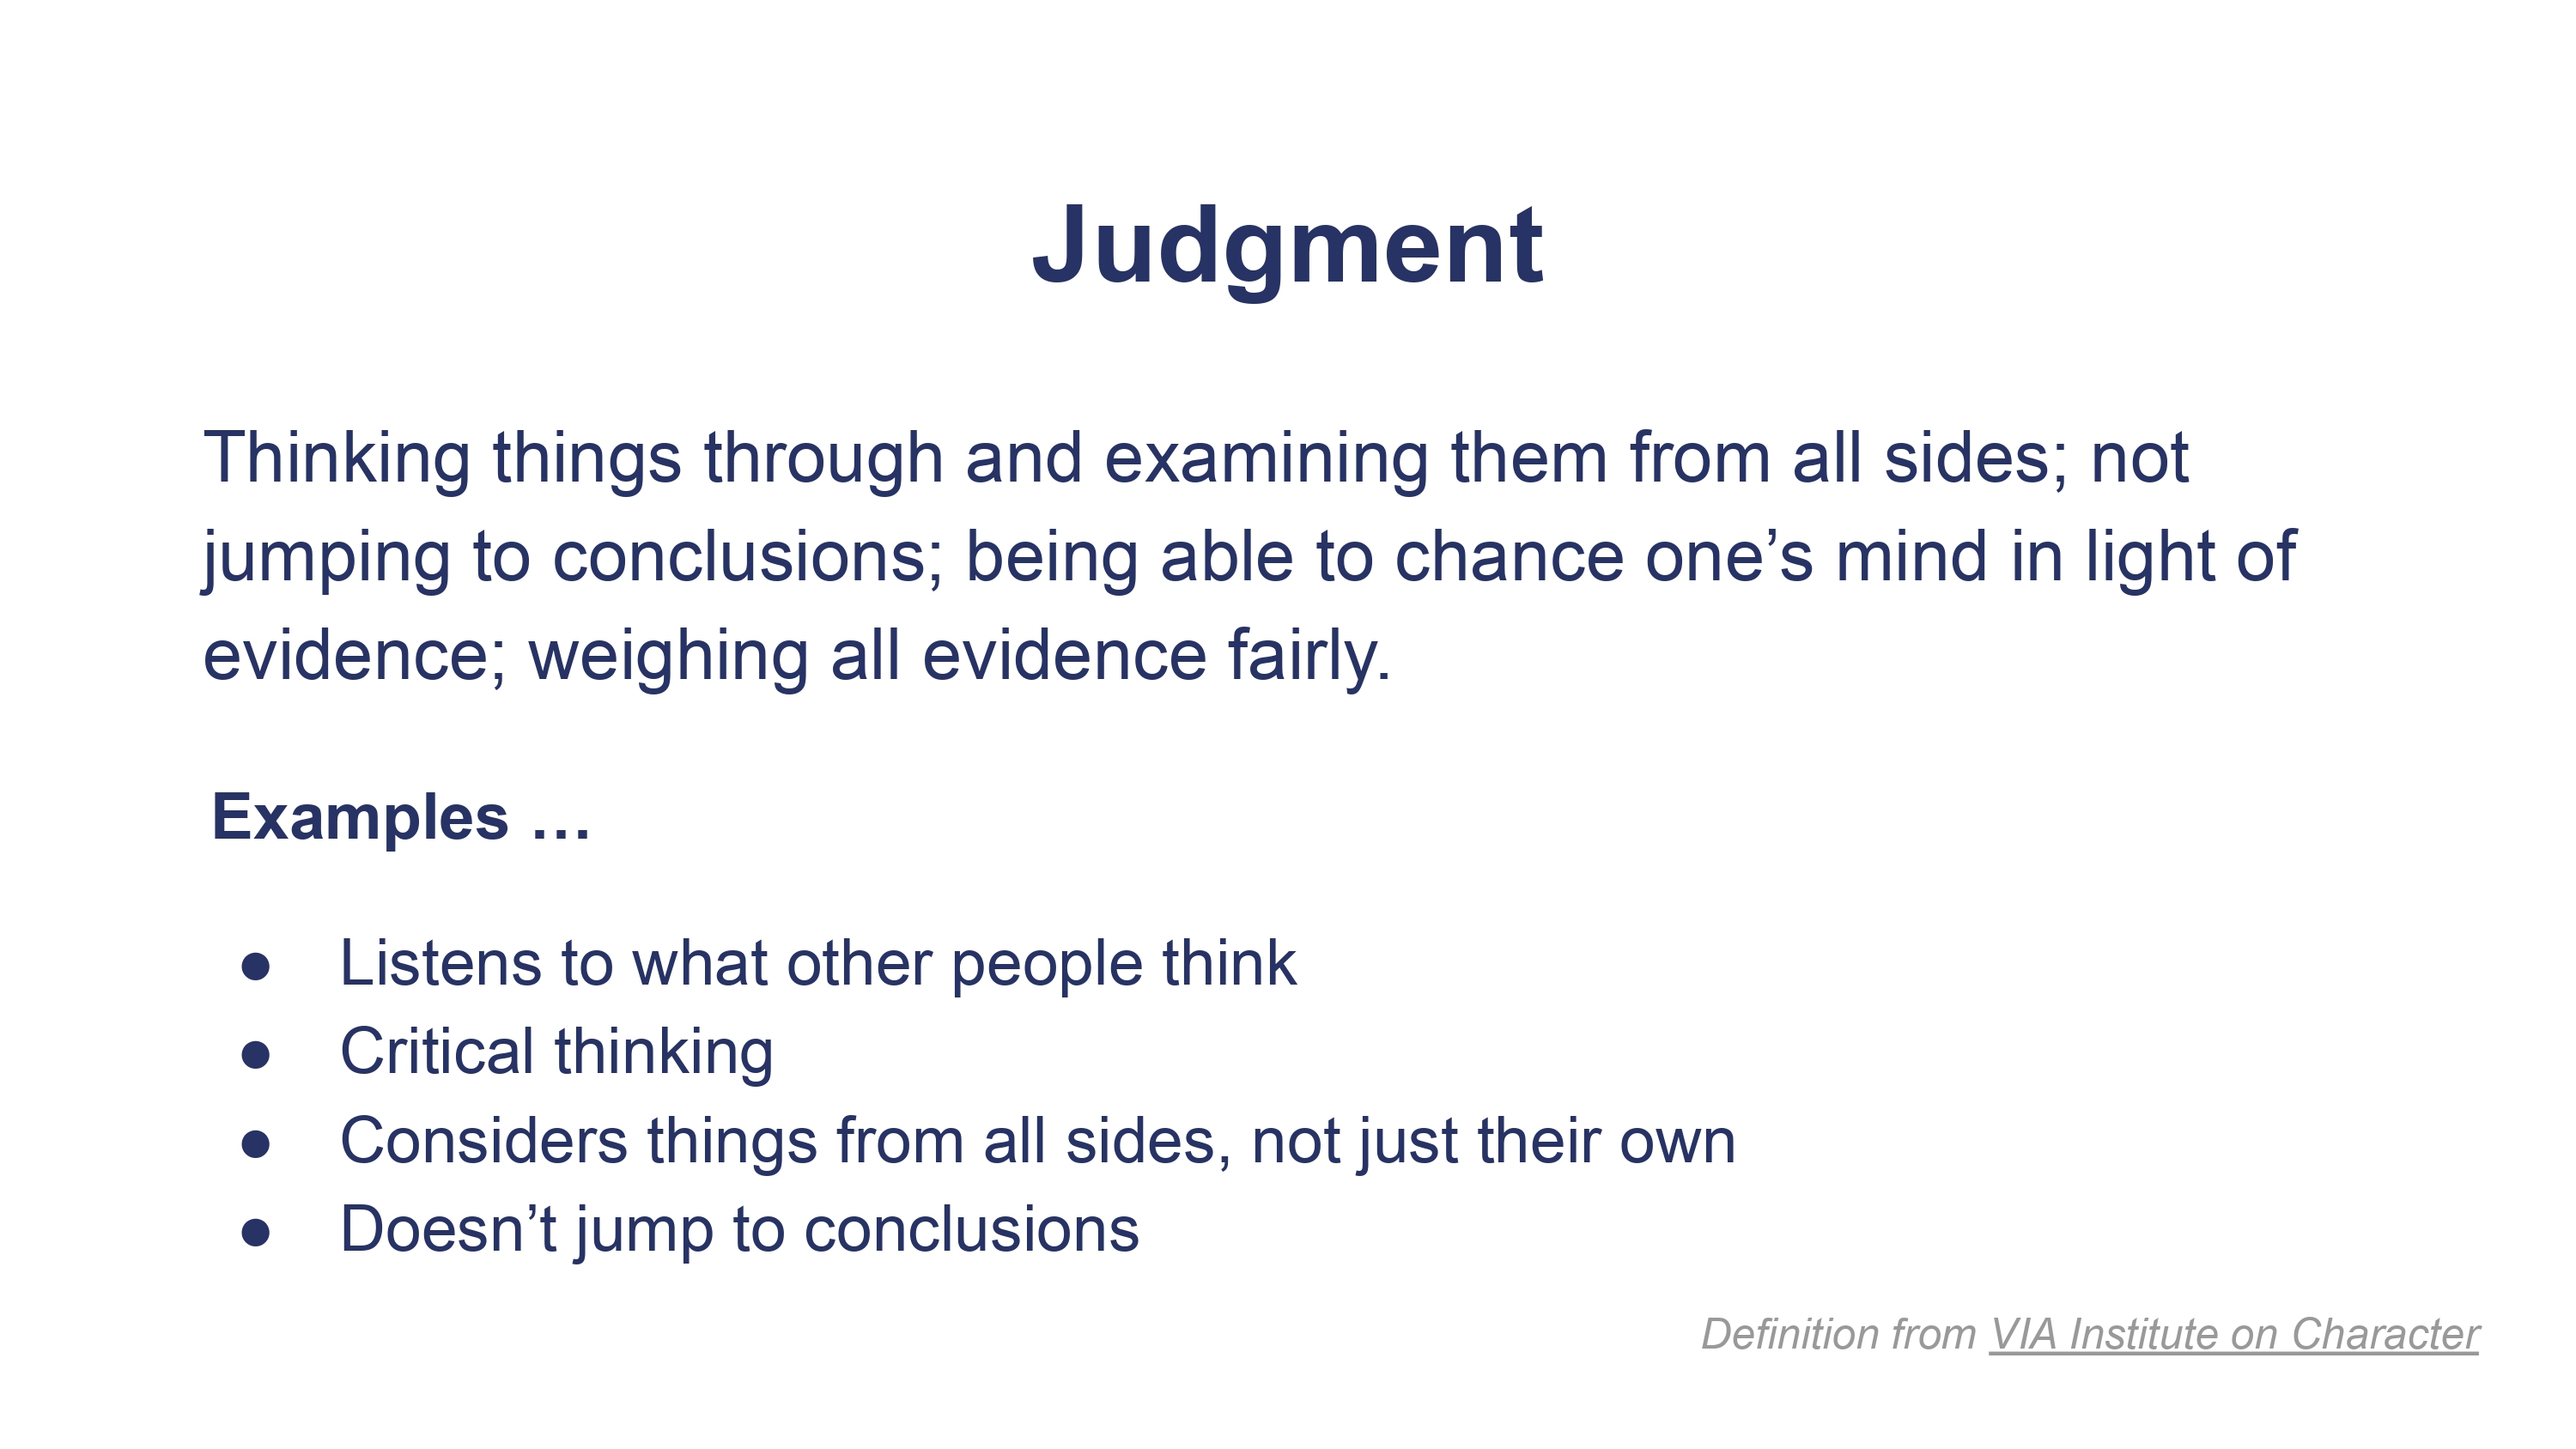 Judgment
Thinking things through and examining them from all sides; not
jumping to conclusions; being able to chance one’s mind in light of
evidence; weighing all evidence fairly.
Examples …
● Listens to what other people think
● Critical thinking
● Considers things from all sides, not just their own
● Doesn’t jump to conclusions
Definition from VIA Institute on Character